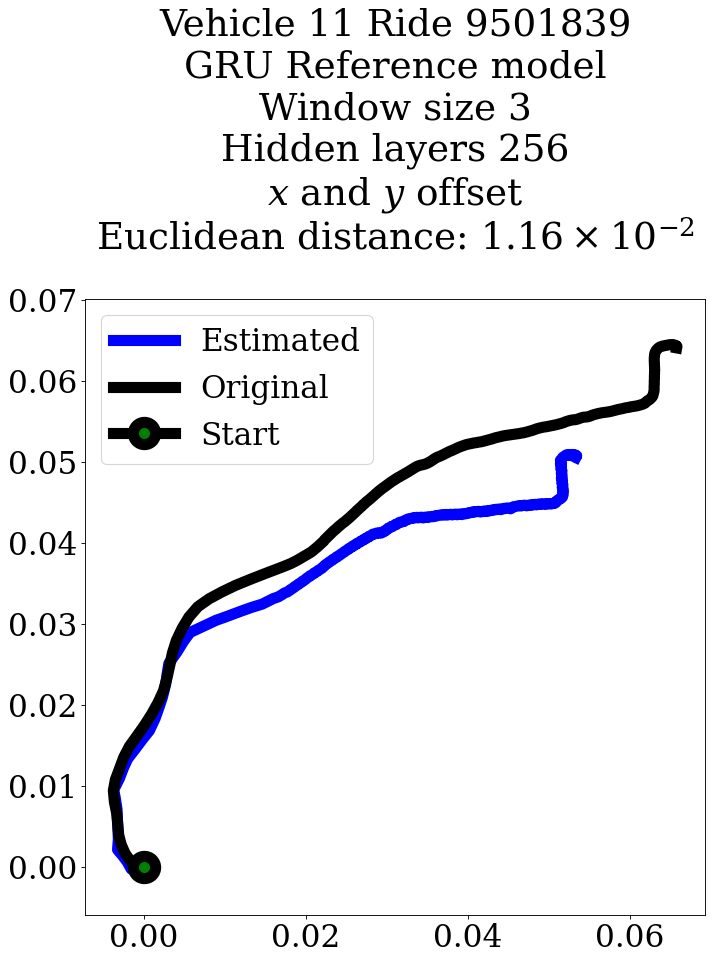 Vehicle 11 Ride 9501839
GRU Reference model
Window size 3
Hidden layers 256
x and y offset
Euclidean distance: 1.16 × 10⁻²
0.07
0.06
0.05
0.04
0.03
0.02
0.01
0.00
Estimated
Original
Start
0.00 0.02 0.04 0.06